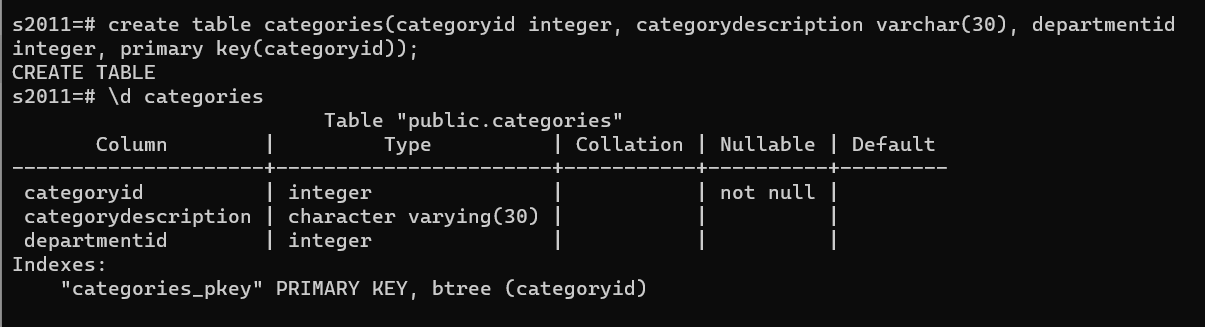 s2011=# create table categories(categoryid integer, categorydescription varchar(30), departmentid
integer, primary key(categoryid));
CREATE TABLE
s2011=# \d categories
                          Table "public.categories"
       Column        |         Type          | Collation | Nullable | Default
---------------------+-----------------------+-----------+----------+---------
 categoryid          | integer               |           | not null |
 categorydescription | character varying(30) |           |          |
 departmentid        | integer               |           |          |
Indexes:
    "categories_pkey" PRIMARY KEY, btree (categoryid)